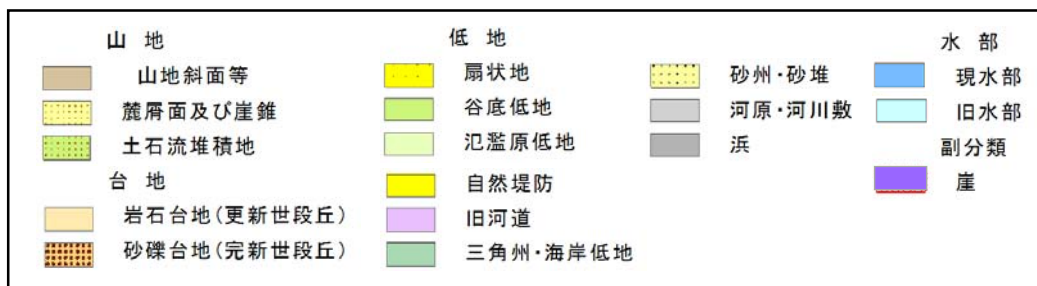 山 地
山地斜面等
麓屑面及び崖錐
土石流堆積地
台 地
岩石台地(更新世段丘)
砂礫台地(完新世段丘)
低 地
扇状地
谷底低地
氾濫原低地
自然堤防
旧河道
三角州・海岸低地
砂州・砂堆
河原・河川敷
浜
水 部
現水部
旧水部
副分類
崖